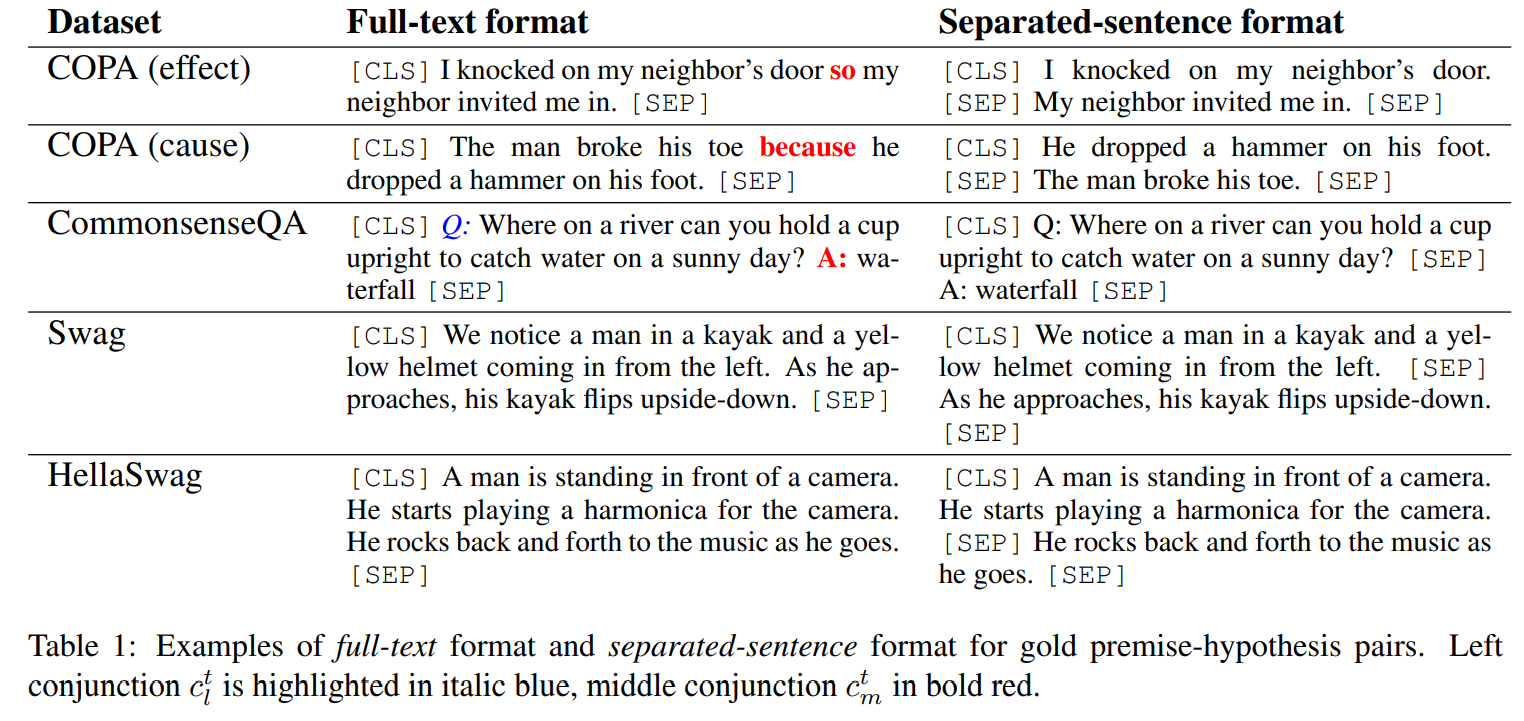 Dataset Full-text format Separated-sentence format
COPA (effect) [CLS] I knocked on my neighbor's door so my [CLS] I knocked on my neighbor's door.
neighbor invited me in. [SEP] [SEP] My neighbor invited me in. [SEP]
COPA (cause) [CLS] The man broke his toe because he [CLS] He dropped a hammer on his foot.
dropped a hammer on his foot. [SEP] [SEP] The man broke his toe. [SEP]
CommonsenseQA [CLS] Q: Where on a river can you hold a cup [CLS] Q: Where on a river can you hold a cup
upright to catch water on a sunny day? A: wa- upright to catch water on a sunny day? [SEP]
terfall [SEP] A: waterfall [SEP]
Swag [CLS] We notice a man in a kayak and a yel- [CLS] We notice a man in a kayak and a yel-
low helmet coming in from the left. As he ap- low helmet coming in from the left. [SEP]
proaches, his kayak flips upside-down. [SEP] As he approaches, his kayak flips upside-down.
[SEP]
HellaSwag [CLS] A man is standing in front of a camera. [CLS] A man is standing in front of a camera.
He starts playing a harmonica for the camera. He starts playing a harmonica for the camera.
He rocks back and forth to the music as he goes. [SEP] He rocks back and forth to the music as
[SEP] he goes. [SEP]
Table 1: Examples of full-text format and separated-sentence format for gold premise-hypothesis pairs. Left
conjunction c_l^t is highlighted in italic blue, middle conjunction c_m^t in bold red.